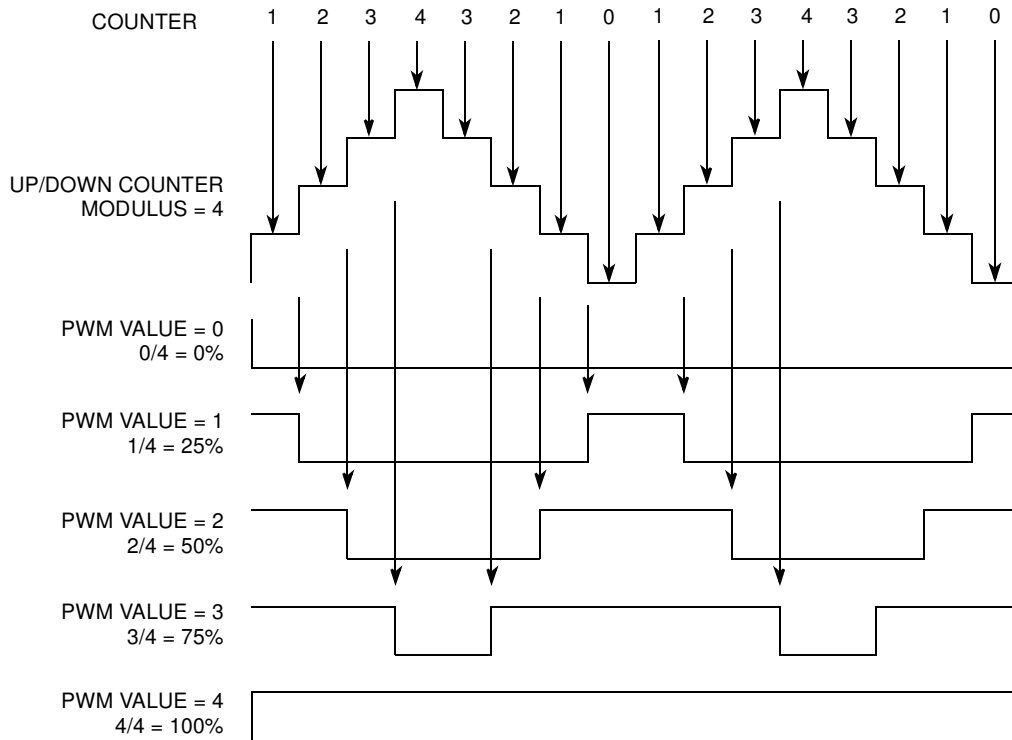 COUNTER 1 2 3 4 3 2 1 0 1 2 3 4 3 2 1 0
UP/DOWN COUNTER
MODULUS = 4
PWM VALUE = 0
0/4 = 0%
PWM VALUE = 1
1/4 = 25%
PWM VALUE = 2
2/4 = 50%
PWM VALUE = 3
3/4 = 75%
PWM VALUE = 4
4/4 = 100%